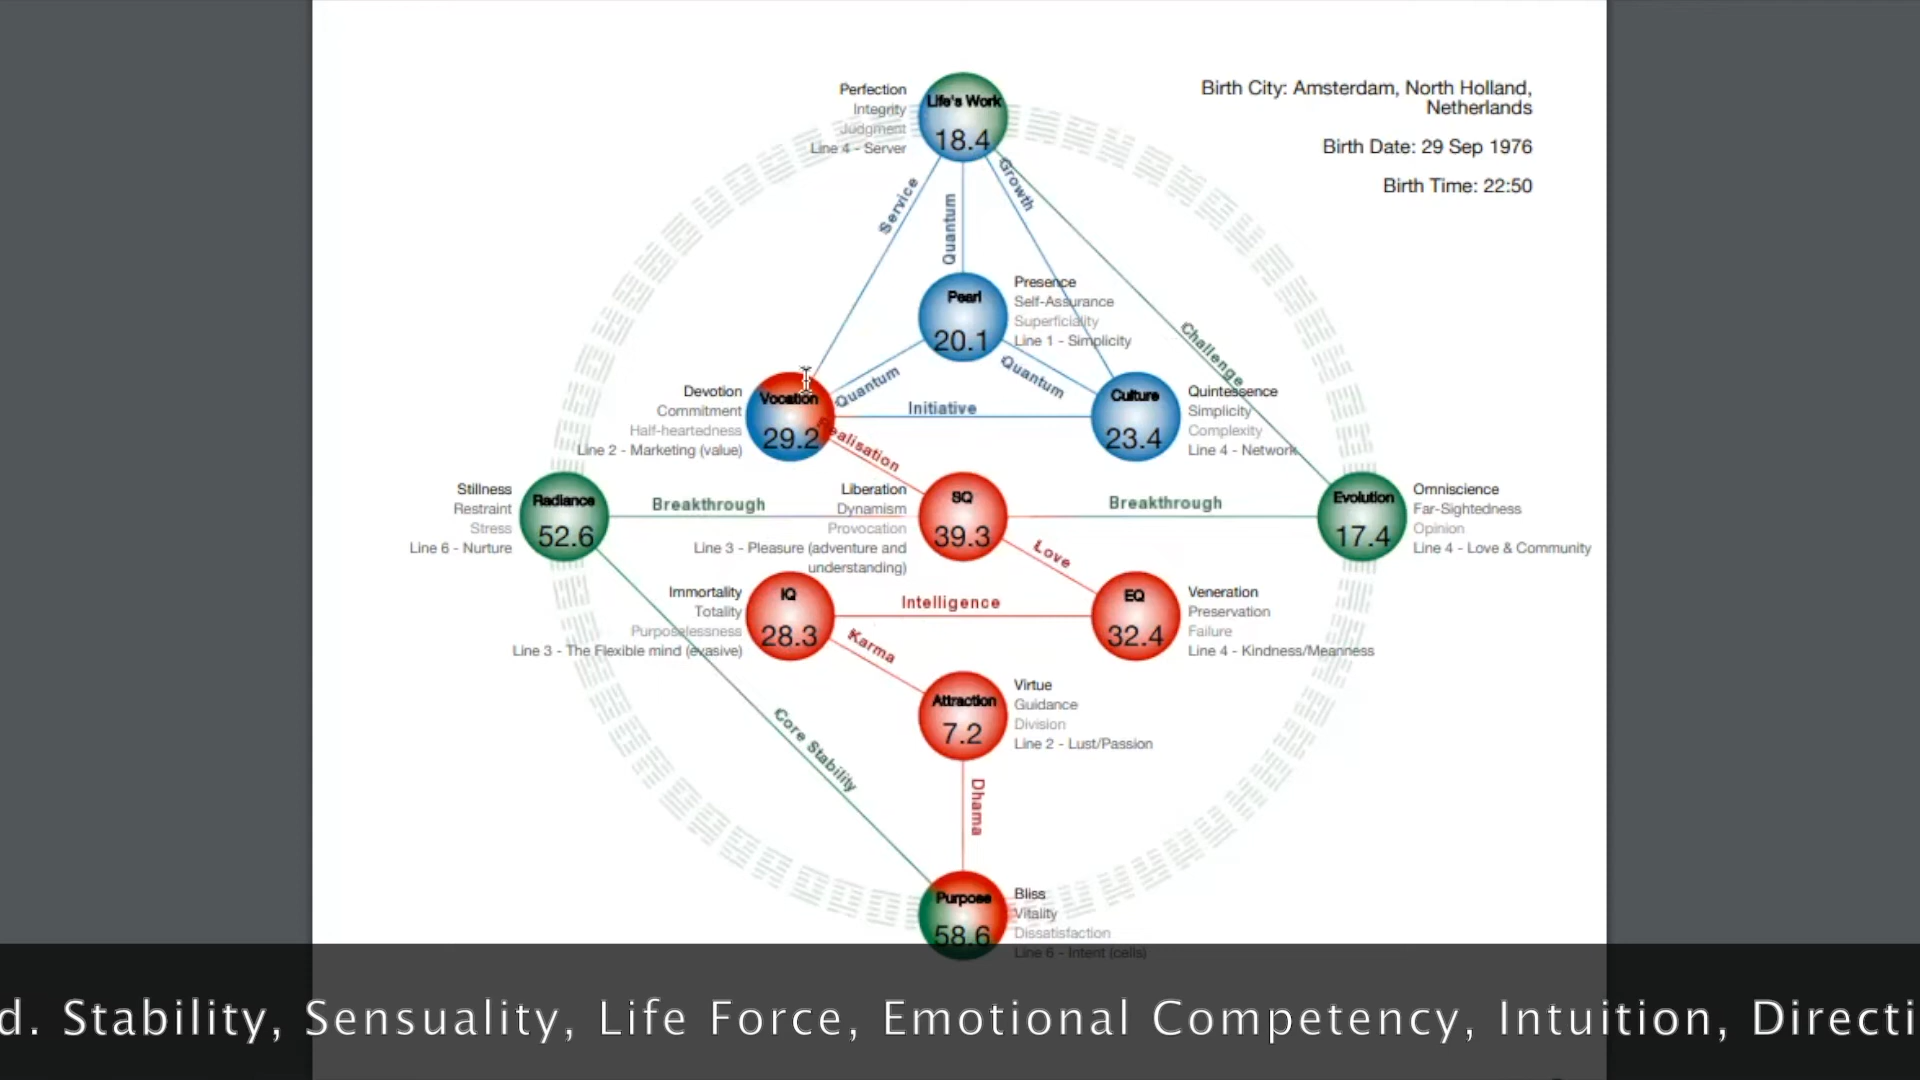 Perfection
Integrity
Judgment
Line 4 - Server
Life's Work
18.4
Birth City: Amsterdam, North Holland,
Netherlands
Birth Date: 29 Sep 1976
Birth Time: 22:50
Service
Quantum
Growth
Challenge
Pearl
20.1
Presence
Self-Assurance
Superficiality
Line 1 - Simplicity
Devotion
Commitment
Half-heartedness
Line 2 - Marketing (value)
Vocation
29.2
Quantum
Quantum
Initiative
Culture
23.4
Quintessence
Simplicity
Complexity
Line 4 - Network
Realisation
Stillness
Restraint
Stress
Line 6 - Nurture
Radiance
52.6
Breakthrough
Liberation
Dynamism
Provocation
Line 3 - Pleasure (adventure and
understanding)
SQ
39.3
Breakthrough
Evolution
17.4
Omniscience
Far-Sightedness
Opinion
Line 4 - Love & Community
Love
Immortality
Totality
Purposelessness
Line 3 - The Flexible mind (evasive)
IQ
28.3
Intelligence
EQ
32.4
Veneration
Preservation
Failure
Line 4 - Kindness/Meanness
Karma
Attraction
7.2
Virtue
Guidance
Division
Line 2 - Lust/Passion
Core Stability
Dhama
Purpose
58.6
Bliss
Vitality
Dissatisfaction
Line 6 - Intent (cells)
d. Stability, Sensuality, Life Force, Emotional Competency, Intuition, Directi